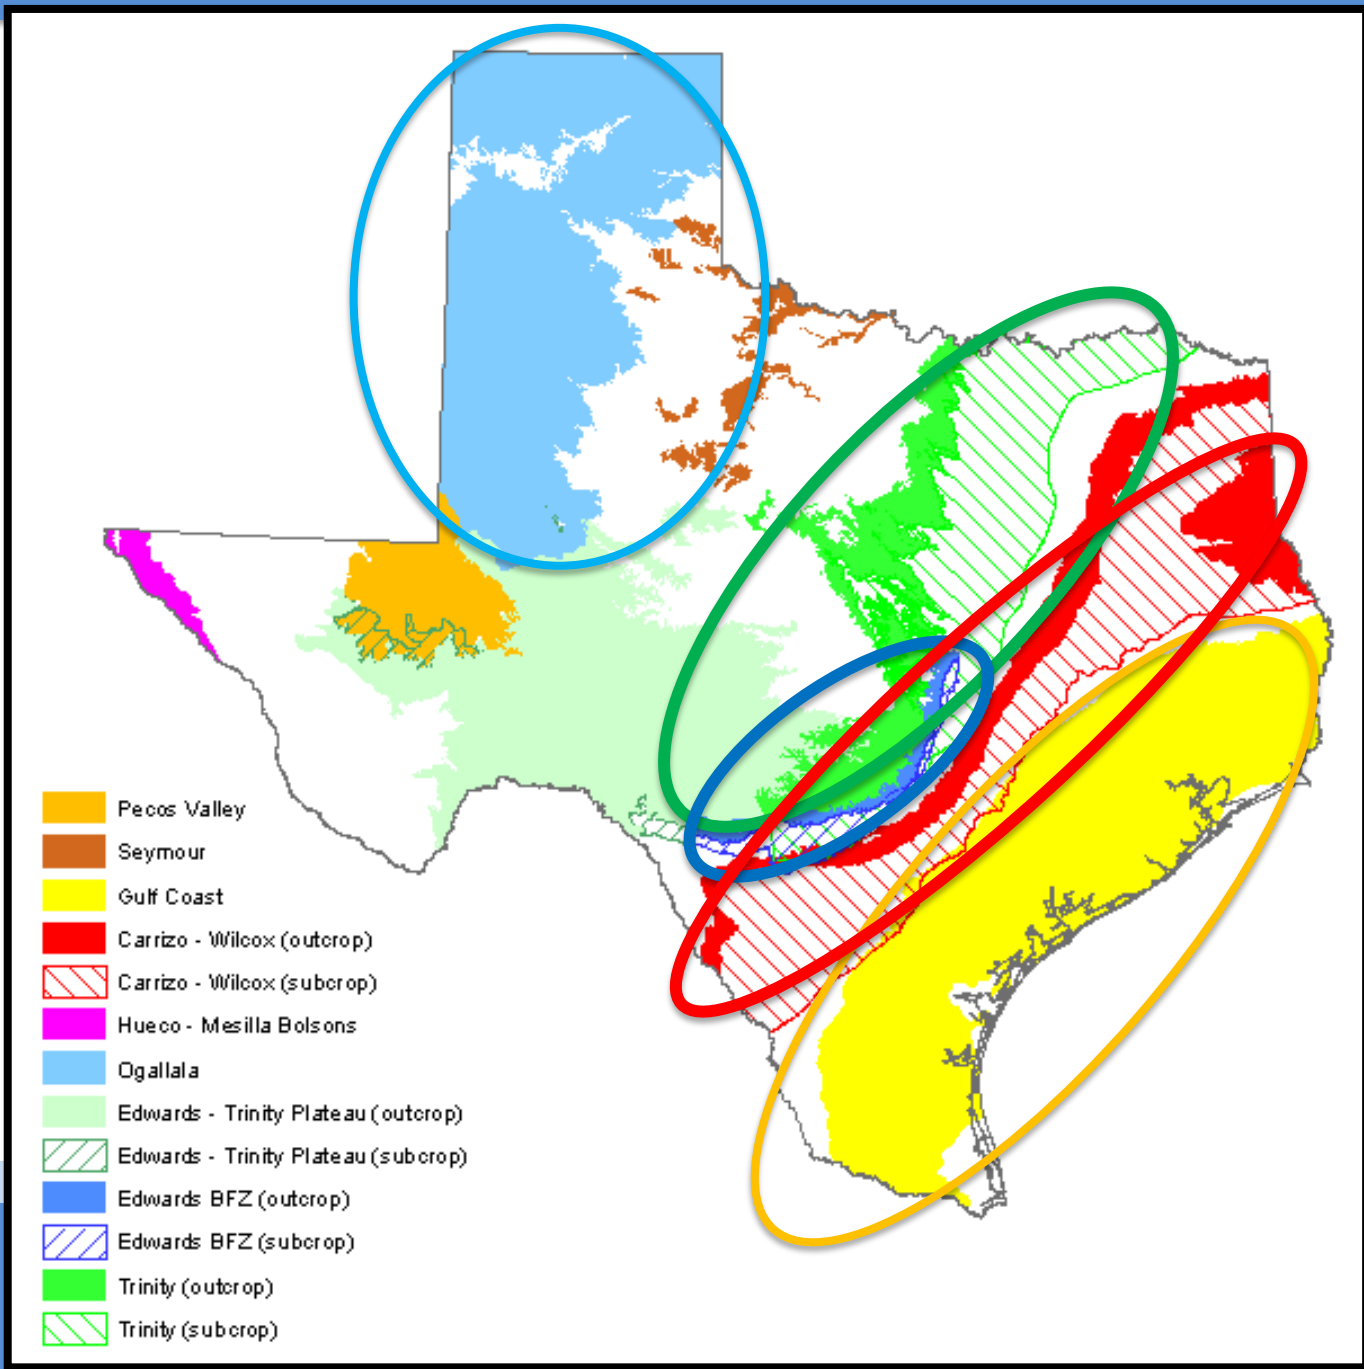 Pecos Valley
Seymour
Gulf Coast
Carrizo - Wilcox (outcrop)
Carrizo - Wilcox (subcrop)
Hueco - Mesilla Bolsons
Ogallala
Edwards - Trinity Plateau (outcrop)
Edwards - Trinity Plateau (subcrop)
Edwards BFZ (outcrop)
Edwards BFZ (subcrop)
Trinity (outcrop)
Trinity (subcrop)